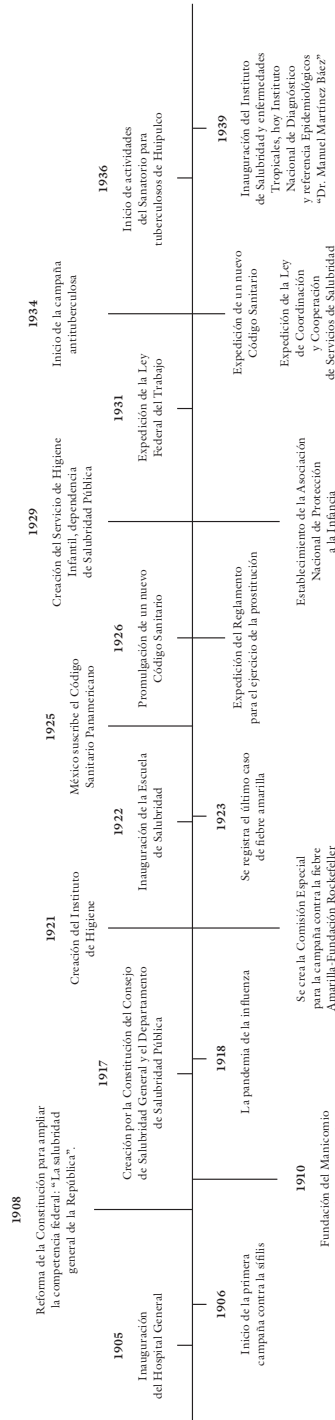 1905
Inauguración
del Hospital General
1906
Inicio de la primera
campaña contra la sífilis
1908
Reforma de la Constitución para ampliar
la competencia federal: “La salubridad
general de la República”.
1910
Fundación del Manicomio
1917
Creación por la Constitución del Consejo
de Salubridad General y el Departamento
de Salubridad Pública
1918
La pandemia de la influenza
1921
Creación del Instituto
de Higiene
Se crea la Comisión Especial
para la campaña contra la fiebre
Amarilla-Fundación Rockefeller
1922
Inauguración de la Escuela
de Salubridad
1923
Se registra el último caso
de fiebre amarilla
1925
México suscribe el Código
Sanitario Panamericano
1926
Promulgación de un nuevo
Código Sanitario
Expedición del Reglamento
para el ejercicio de la prostitución
1929
Creación del Servicio de Higiene
Infantil, dependencia
de Salubridad Pública
Establecimiento de la Asociación
Nacional de Protección
a la Infancia
1931
Expedición de la Ley
Federal del Trabajo
1934
Inicio de la campaña
antituberculosa
Expedición de un nuevo
Código Sanitario
Expedición de la Ley
de Coordinación
y Cooperación
de Servicios de Salubridad
1936
Inicio de actividades
del Sanatorio para
tuberculosos de Huipulco
1939
Inauguración del Instituto
de Salubridad y enfermedades
Tropicales, hoy Instituto
Nacional de Diagnóstico
y referencia Epidemiológicos
“Dr. Manuel Martínez Báez”